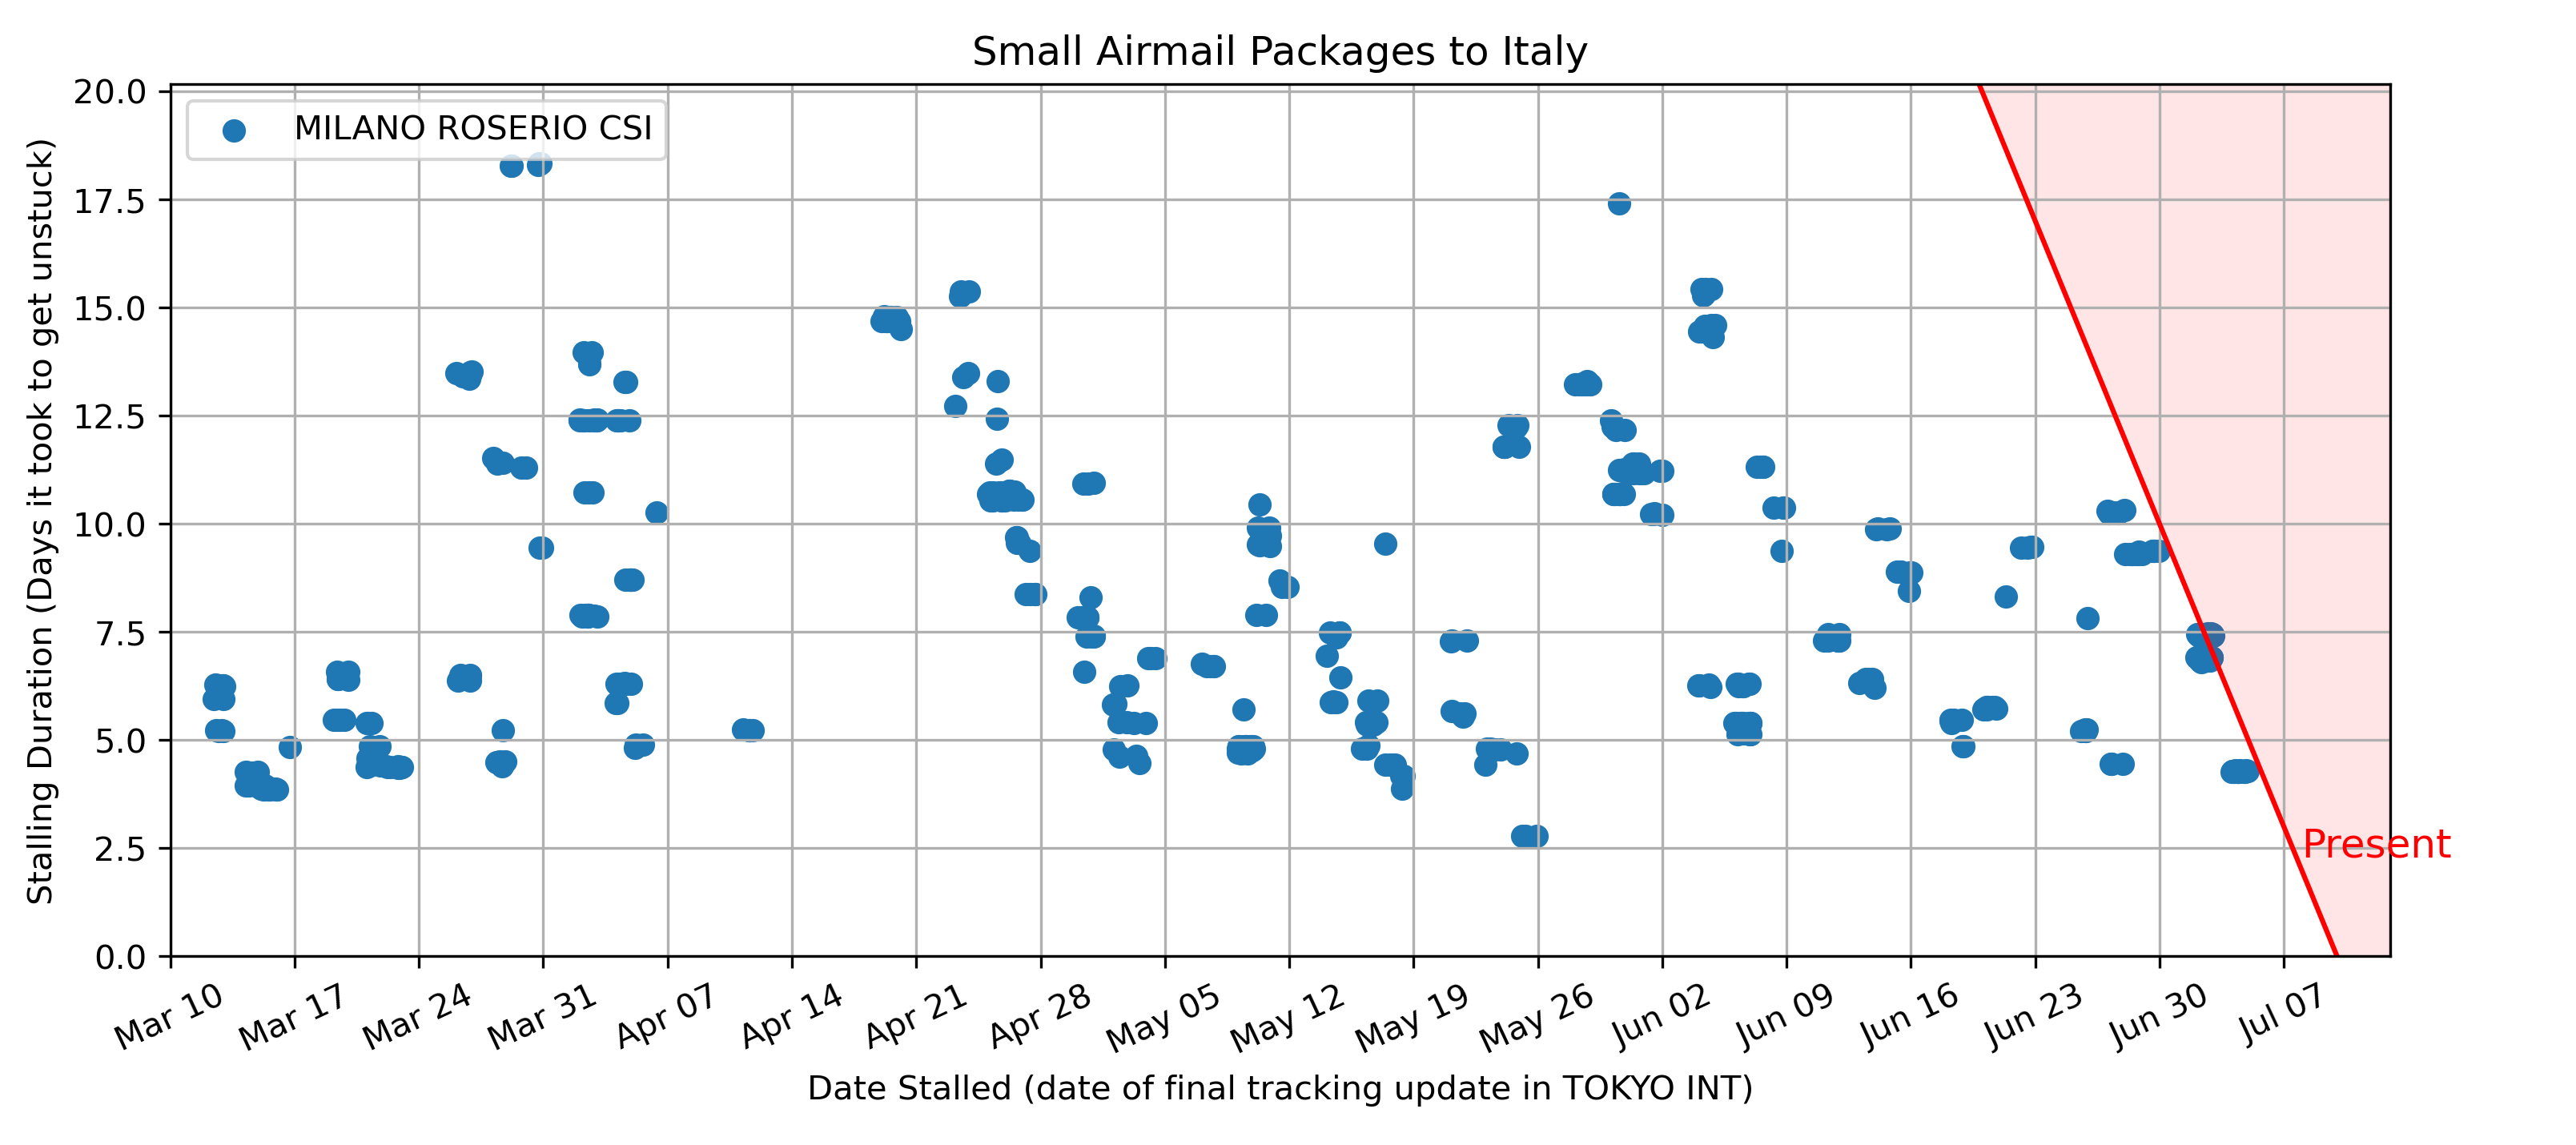 Small Airmail Packages to Italy
MILANO ROSERIO CSI
Stalling Duration (Days it took to get unstuck)
20.0
17.5
15.0
12.5
10.0
7.5
5.0
2.5
0.0
Present
Mar 10
Mar 17
Mar 24
Mar 31
Apr 07
Apr 14
Apr 21
Apr 28
May 05
May 12
May 19
May 26
Jun 02
Jun 09
Jun 16
Jun 23
Jun 30
Jul 07
Date Stalled (date of final tracking update in TOKYO INT)